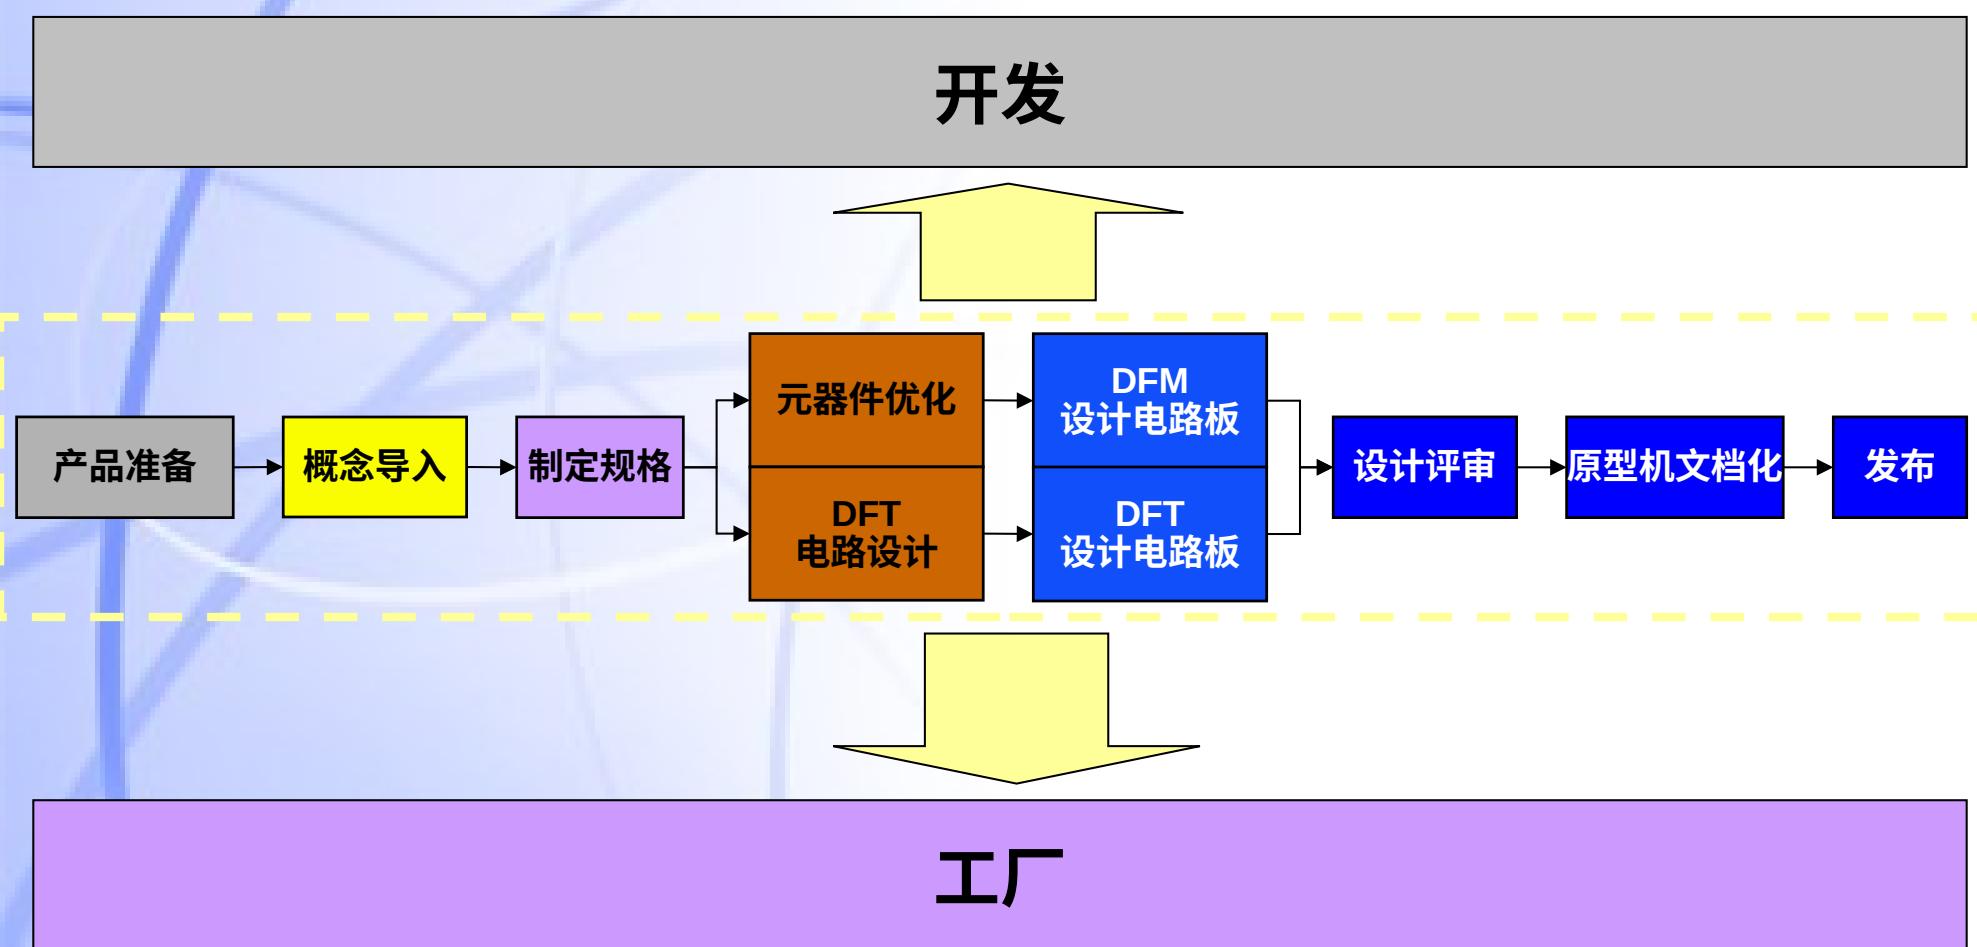 开发
产品准备
概念导入
制定规格
元器件优化
DFT
电路设计
DFM
设计电路板
DFT
设计电路板
设计评审
原型机文档化
发布
工厂